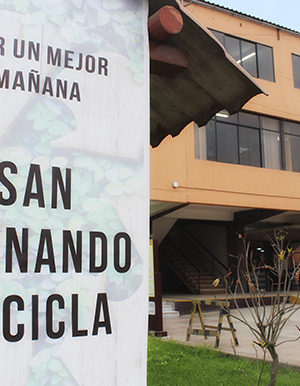 R UN MEJOR
MAÑANA
SAN
NANDO
CICLA